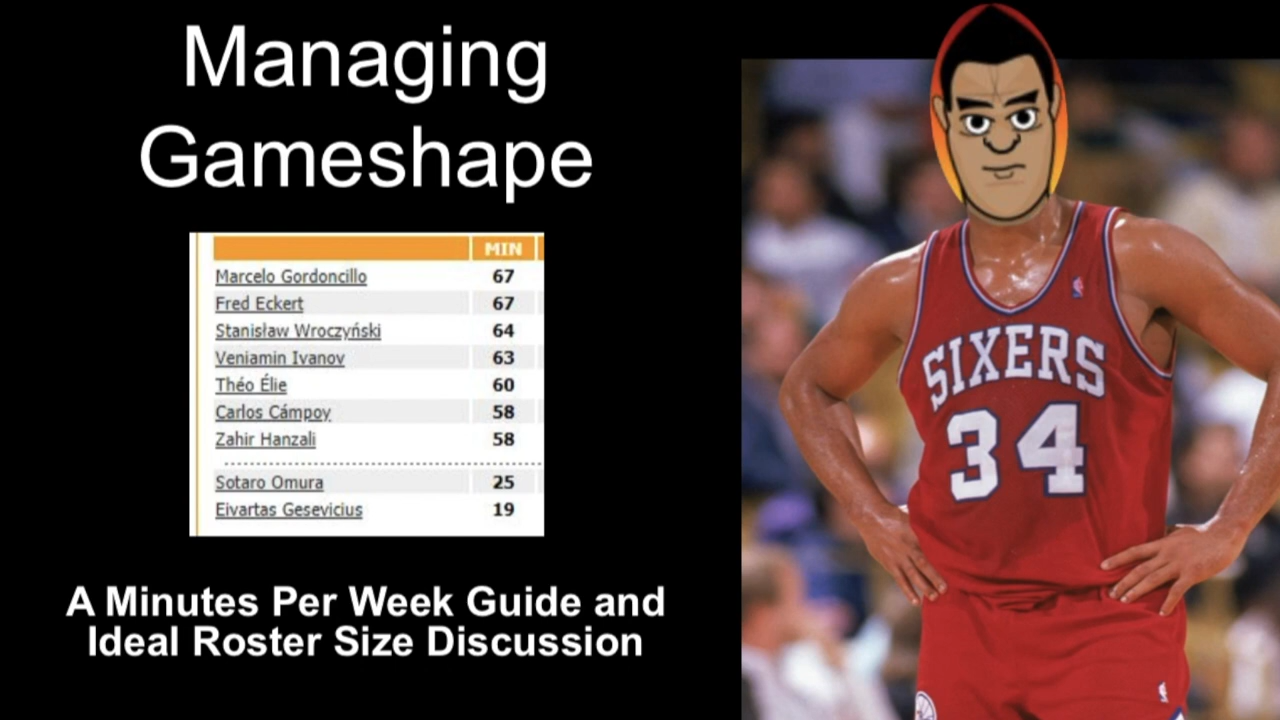 Managing
Gameshape
MIN
Marcelo Gordoncillo 67
Fred Eckert 67
Stanisław Wroczyński 64
Veniamin Ivanov 63
Théo Élie 60
Carlos Cámpoy 58
Zahir Hanzali 58
Sotaro Omura 25
Eivartas Gesevicius 19
A Minutes Per Week Guide and
Ideal Roster Size Discussion
SIXERS
34